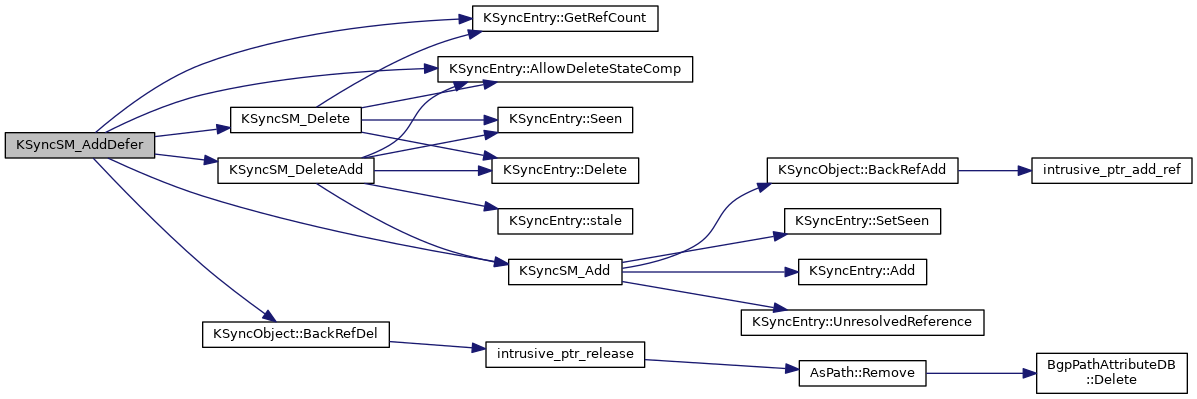 KSyncSM_AddDefer
KSyncEntry::GetRefCount
KSyncEntry::AllowDeleteStateComp
KSyncSM_Delete
KSyncEntry::Seen
KSyncSM_DeleteAdd
KSyncEntry::Delete
KSyncEntry::stale
KSyncSM_Add
KSyncObject::BackRefAdd
intrusive_ptr_add_ref
KSyncEntry::SetSeen
KSyncEntry::Add
KSyncEntry::UnresolvedReference
KSyncObject::BackRefDel
intrusive_ptr_release
AsPath::Remove
BgpPathAttributeDB
::Delete